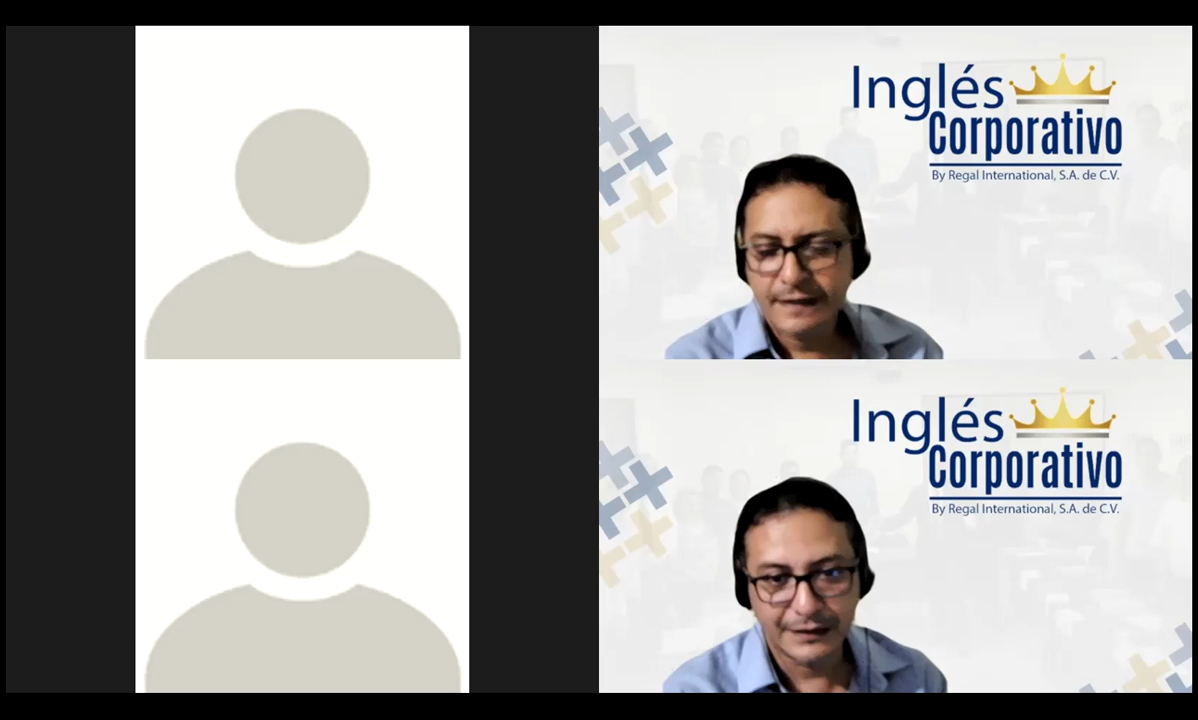 Inglés
Corporativo
By Regal International, S.A. de C.V.
Inglés
Corporativo
By Regal International, S.A. de C.V.